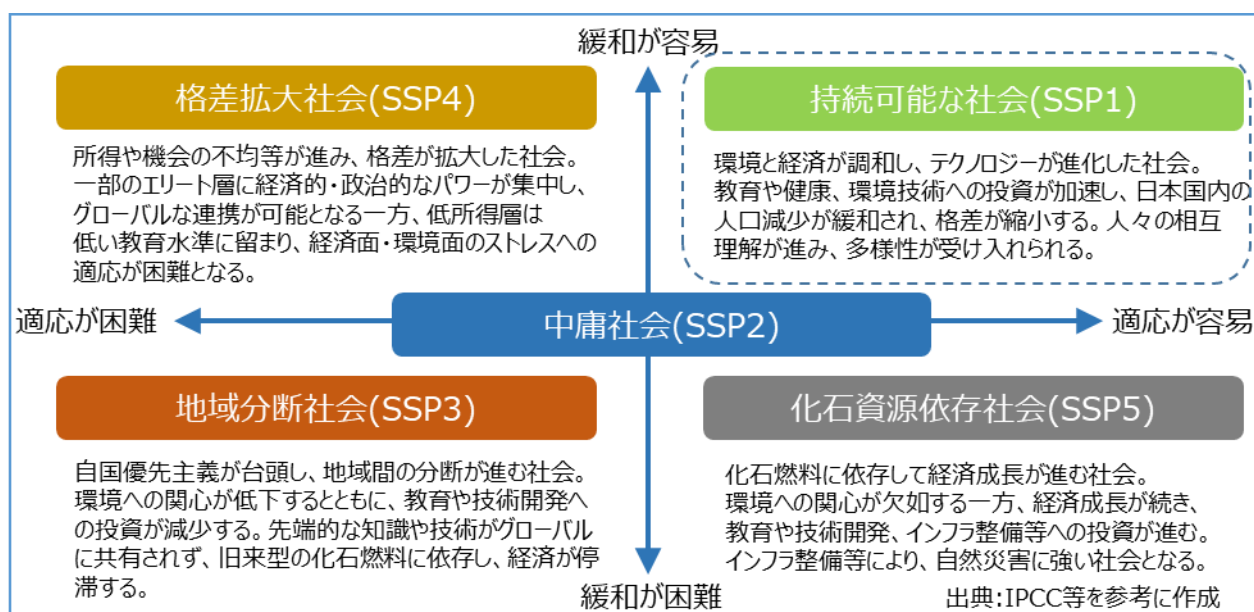 緩和が容易
格差拡大社会(SSP4)
所得や機会の不均等が進み、格差が拡大した社会。
一部のエリート層に経済的・政治的なパワーが集中し、
グローバルな連携が可能となる一方、低所得層は
低い教育水準に留まり、経済面・環境面のストレスへの
適応が困難となる。
持続可能な社会(SSP1)
環境と経済が調和し、テクノロジーが進化した社会。
教育や健康、環境技術への投資が加速し、日本国内の
人口減少が緩和され、格差が縮小する。人々の相互
理解が進み、多様性が受け入れられる。
適応が困難
中庸社会(SSP2)
適応が容易
地域分断社会(SSP3)
自国優先主義が台頭し、地域間の分断が進む社会。
環境への関心が低下するとともに、教育や技術開発へ
の投資が減少する。先端的な知識や技術がグローバル
に共有されず、旧来型の化石燃料に依存し、経済が停
滞する。
化石資源依存社会(SSP5)
化石燃料に依存して経済成長が進む社会。
環境への関心が欠如する一方、経済成長が続き、
教育や技術開発、インフラ整備等への投資が進む。
インフラ整備等により、自然災害に強い社会となる。
緩和が困難
出典:IPCC等を参考に作成